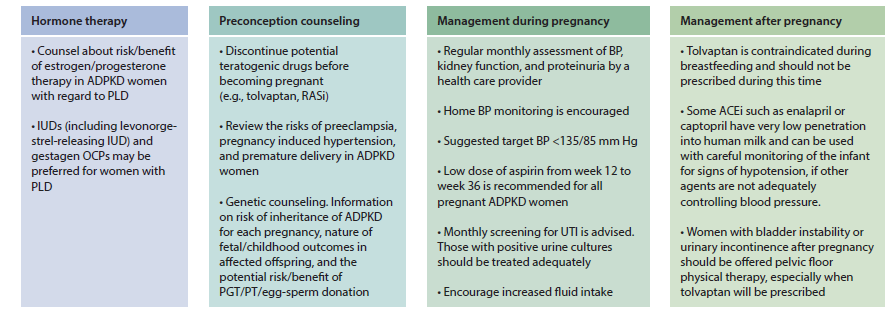 Hormone therapy
• Counsel about risk/benefit
of estrogen/progesterone
therapy in ADPKD women
with regard to PLD
• IUDs (including levonorge-
strel-releasing IUD) and
gestagen OCPs may be
preferred for women with
PLD
Preconception counseling
• Discontinue potential
teratogenic drugs before
becoming pregnant
(e.g., tolvaptan, RASi)
• Review the risks of preeclampsia,
pregnancy induced hypertension,
and premature delivery in ADPKD
women
• Genetic counseling. Information
on risk of inheritance of ADPKD
for each pregnancy, nature of
fetal/childhood outcomes in
affected offspring, and the
potential risk/benefit of
PGT/PT/egg-sperm donation
Management during pregnancy
• Regular monthly assessment of BP,
kidney function, and proteinuria by a
health care provider
• Home BP monitoring is encouraged
• Suggested target BP <135/85 mm Hg
• Low dose of aspirin from week 12 to
week 36 is recommended for all
pregnant ADPKD women
• Monthly screening for UTI is advised.
Those with positive urine cultures
should be treated adequately
• Encourage increased fluid intake
Management after pregnancy
• Tolvaptan is contraindicated during
breastfeeding and should not be
prescribed during this time
• Some ACEi such as enalapril or
captopril have very low penetration
into human milk and can be used
with careful monitoring of the infant
for signs of hypotension, if other
agents are not adequately
controlling blood pressure.
• Women with bladder instability or
urinary incontinence after pregnancy
should be offered pelvic floor
physical therapy, especially when
tolvaptan will be prescribed